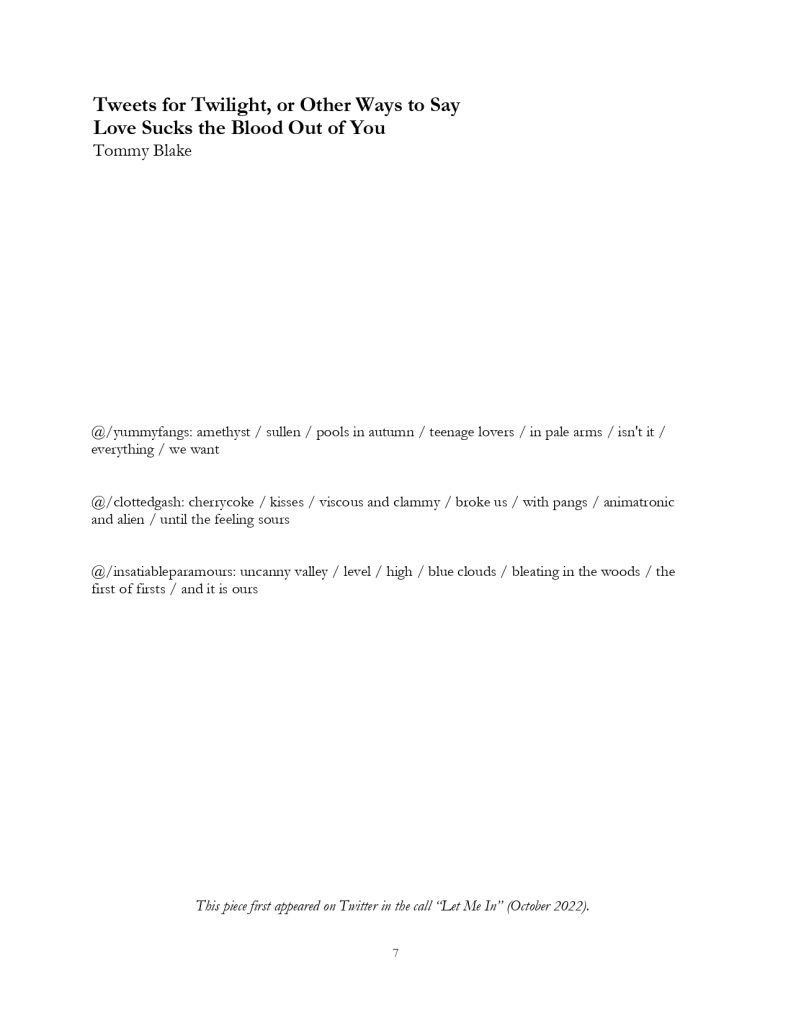 Tweets for Twilight, or Other Ways to Say
Love Sucks the Blood Out of You
Tommy Blake
@/yummyfangs: amethyst / sullen / pools in autumn / teenage lovers / in pale arms / isn't it /
everything / we want
@/clottedgash: cherrycoke / kisses / viscous and clammy / broke us / with pangs / animatronic
and alien / until the feeling sours
@/insatiableparamours: uncanny valley / level / high / blue clouds / bleating in the woods / the
first of firsts / and it is ours
This piece first appeared on Twitter in the call “Let Me In” (October 2022).
7